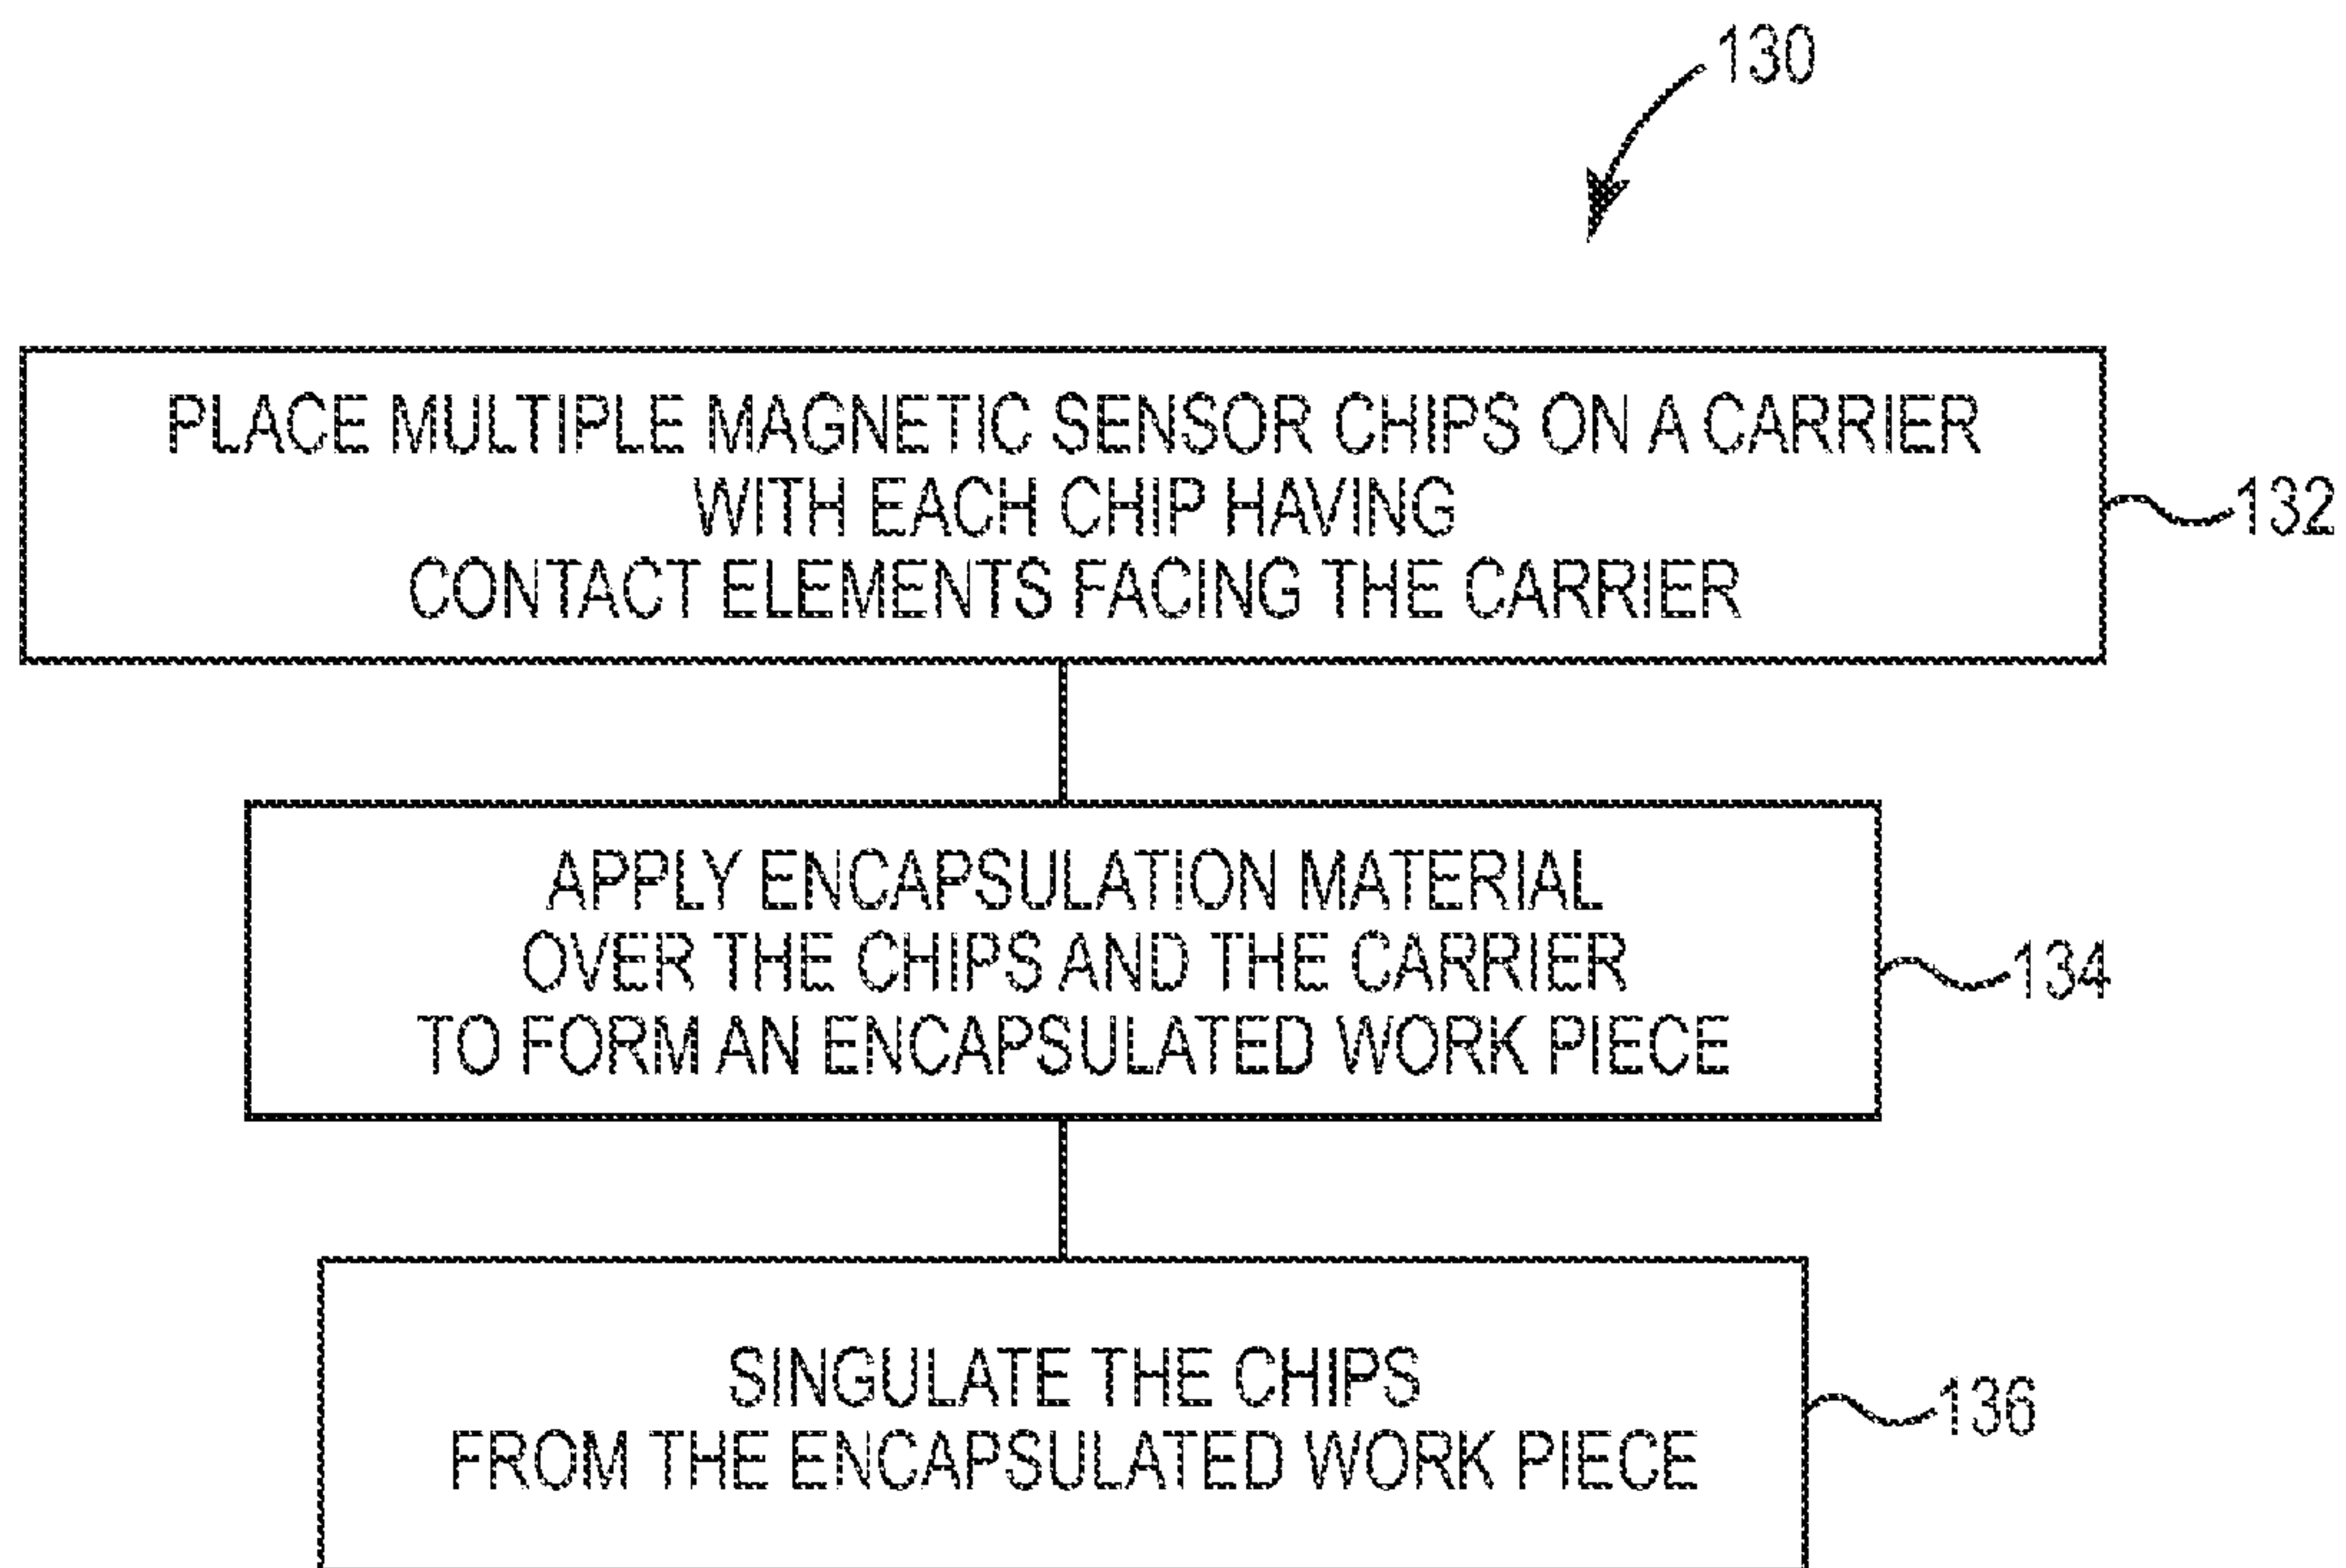 130
PLACE MULTIPLE MAGNETIC SENSOR CHIPS ON A CARRIER
WITH EACH CHIP HAVING
CONTACT ELEMENTS FACING THE CARRIER
132
APPLY ENCAPSULATION MATERIAL
OVER THE CHIPS AND THE CARRIER
TO FORM AN ENCAPSULATED WORK PIECE
134
SINGULATE THE CHIPS
FROM THE ENCAPSULATED WORK PIECE
136